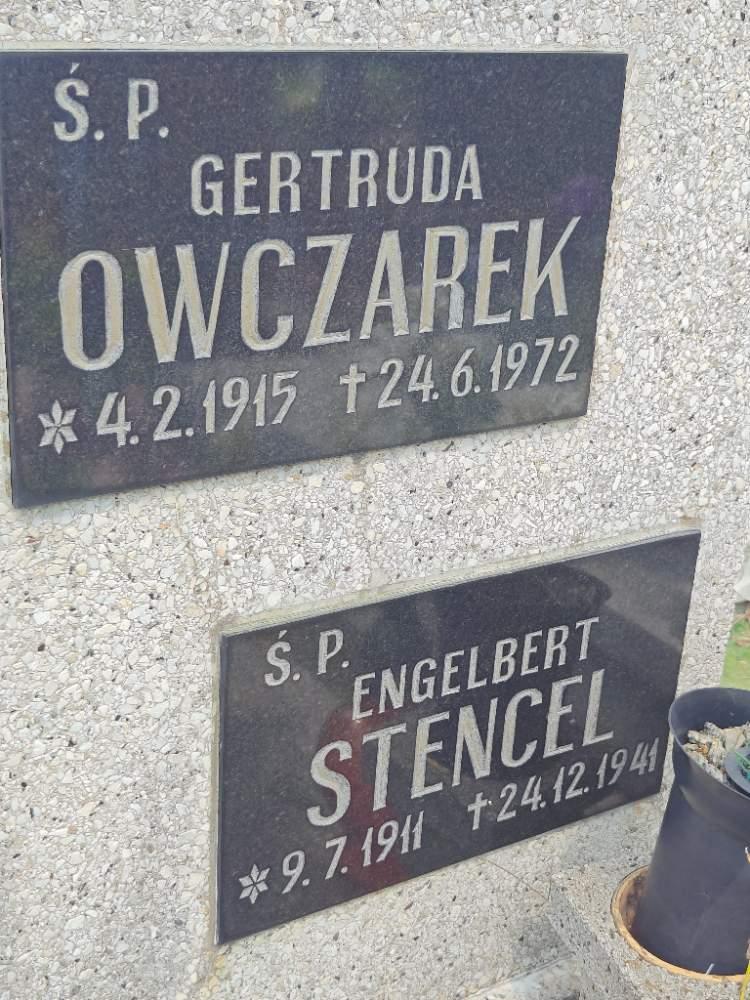 Ś. P.
GERTRUDA
OWCZAREK
* 4. 2. 1915 † 24. 6. 1972
Ś. P.
ENGELBERT
STENCEL
* 9. 7. 1911 † 24. 12. 1941